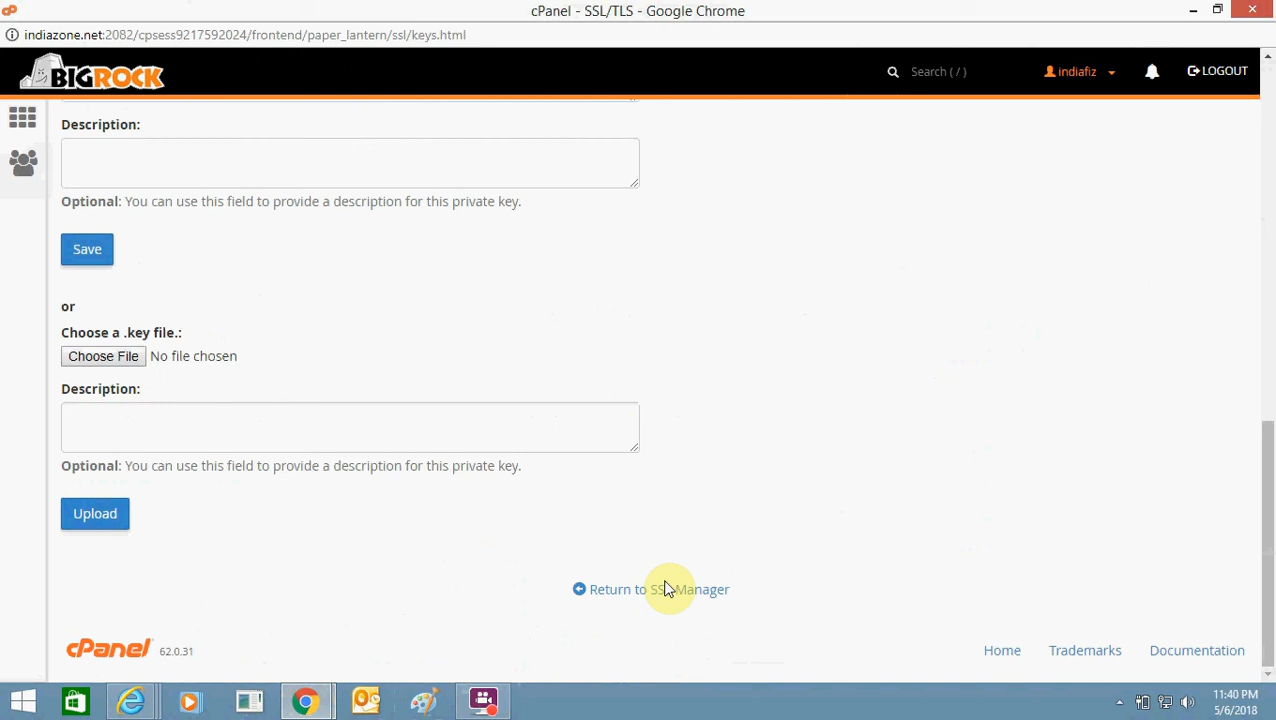 cPanel - SSL/TLS - Google Chrome
indiazone.net:2082/cpsess9217592024/frontend/paper_lantern/ssl/keys.html
BIGROCK
Search ( / )
indiafiz
LOGOUT
Description:
Optional: You can use this field to provide a description for this private key.
Save
or
Choose a .key file.:
Choose File No file chosen
Description:
Optional: You can use this field to provide a description for this private key.
Upload
Return to SSL Manager
cPanel 62.0.31
Home Trademarks Documentation
11:40 PM
5/6/2018